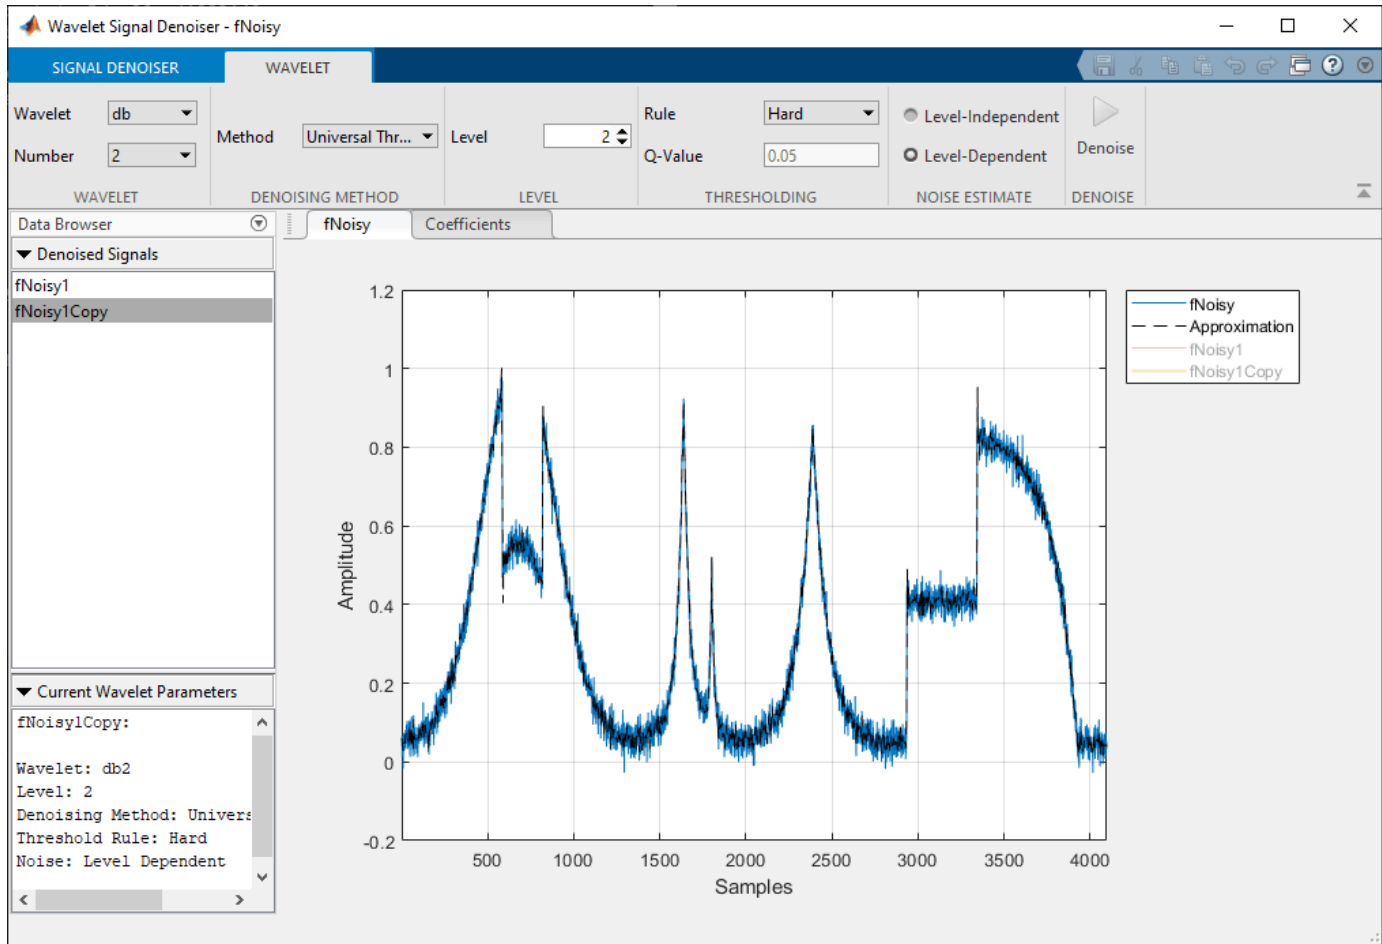 Wavelet Signal Denoiser - fNoisy
SIGNAL DENOISER
WAVELET
Wavelet
db
Number
2
WAVELET
Method
Universal Thr...
DENOISING METHOD
Level
2
LEVEL
Rule
Hard
Q-Value
0.05
THRESHOLDING
Level-Independent
Level-Dependent
NOISE ESTIMATE
Denoise
DENOISE
Data Browser
Denoised Signals
fNoisy1
fNoisy1Copy
Current Wavelet Parameters
fNoisy1Copy:
Wavelet: db2
Level: 2
Denoising Method: Univers
Threshold Rule: Hard
Noise: Level Dependent
fNoisy
Coefficients
1.2
1
0.8
0.6
0.4
0.2
0
-0.2
Amplitude
500 1000 1500 2000 2500 3000 3500 4000
Samples
fNoisy
Approximation
fNoisy1
fNoisy1Copy